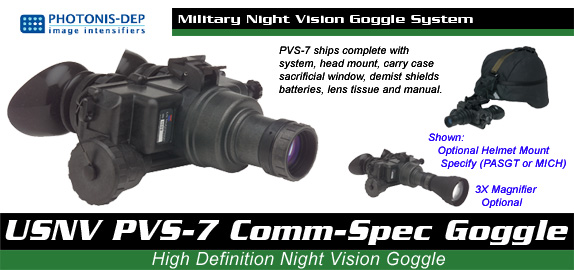 PHOTONIS-DEP
image intensifiers
Military Night Vision Goggle System
PVS-7 ships complete with
system, head mount, carry case
sacrificial window, demist shields
batteries, lens tissue and manual.
Shown:
Optional Helmet Mount
Specify (PASGT or MICH)
3X Magnifier
Optional
USNV PVS-7 Comm-Spec Goggle
High Definition Night Vision Goggle